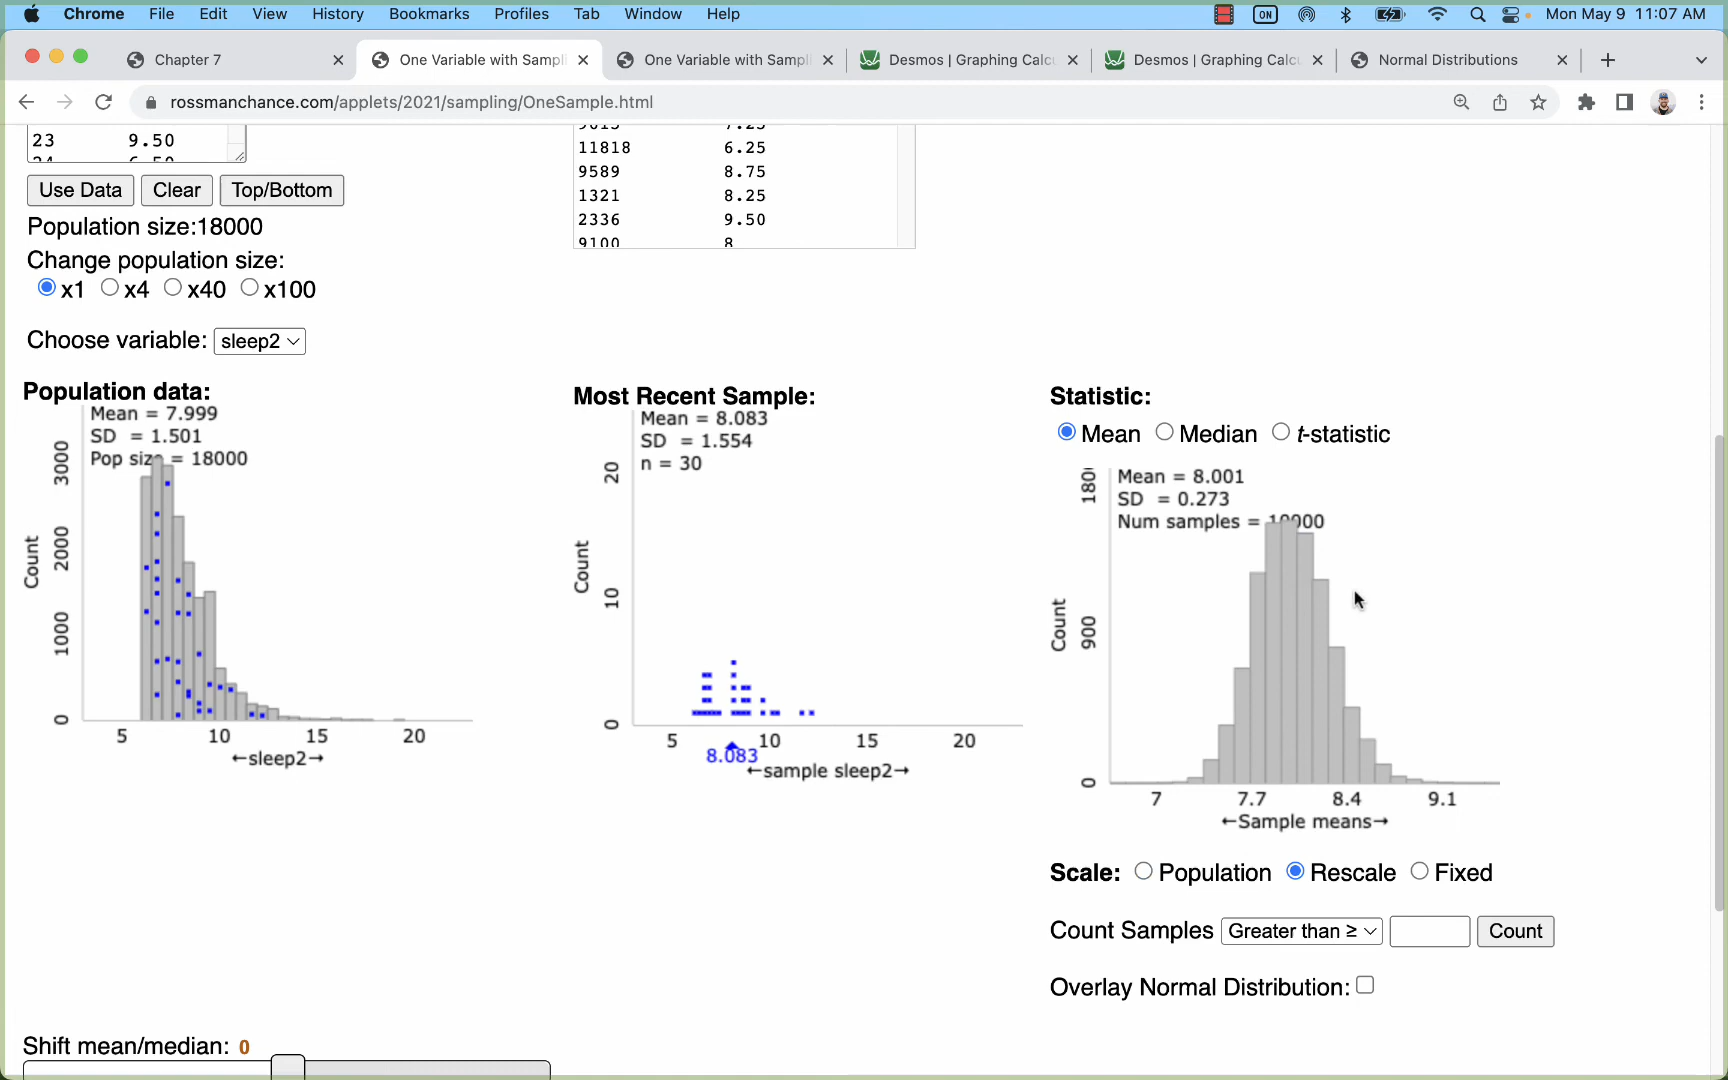 Chrome File Edit View History Bookmarks Profiles Tab Window Help ON Mon May 9 11:07 AM
Chapter 7 One Variable with Sampl One Variable with Sampl Desmos | Graphing Calc Desmos | Graphing Calc Normal Distributions
rossmanchance.com/applets/2021/sampling/OneSample.html
23 9.50
24 6.50
Use Data Clear Top/Bottom
Population size:18000
Change population size:
x1 x4 x40 x100
Choose variable: sleep2
11818 6.25
9589 8.75
1321 8.25
2336 9.50
9100 8
Population data:
Mean = 7.999
SD = 1.501
Pop size = 18000
Count
3000
2000
1000
0
5 10 15 20
←sleep2→
Most Recent Sample:
Mean = 8.083
SD = 1.554
n = 30
Count
20
10
0
5 10 15 20
8.083
←sample sleep2→
Statistic:
Mean Median t-statistic
Mean = 8.001
SD = 0.273
Num samples = 10000
Count
1800
900
0
7 7.7 8.4 9.1
←Sample means→
Scale: Population Rescale Fixed
Count Samples Greater than ≥ Count
Overlay Normal Distribution:
Shift mean/median: 0